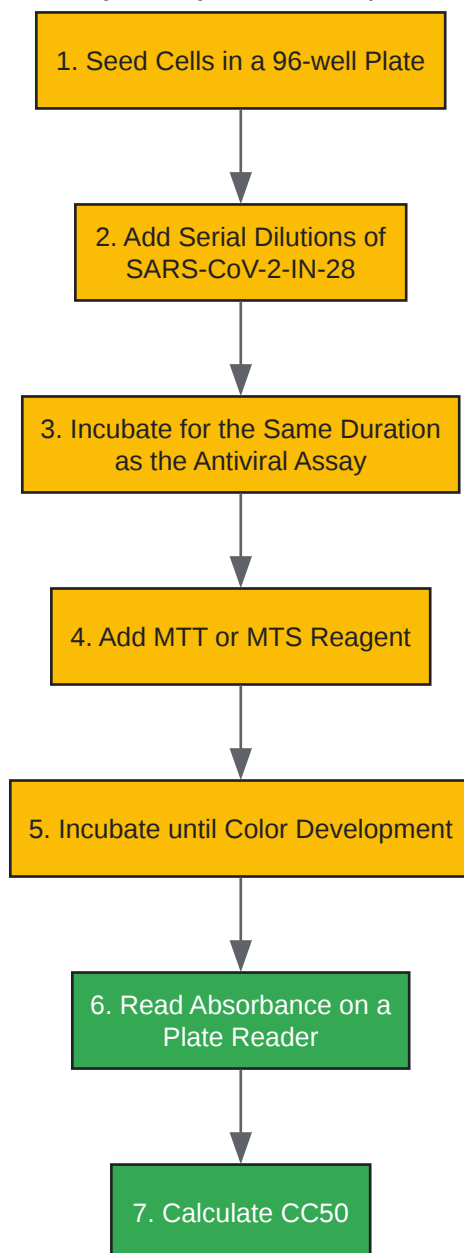 1. Seed Cells in a 96-well Plate
2. Add Serial Dilutions of
SARS-CoV-2-IN-28
3. Incubate for the Same Duration
as the Antiviral Assay
4. Add MTT or MTS Reagent
5. Incubate until Color Development
6. Read Absorbance on a
Plate Reader
7. Calculate CC50